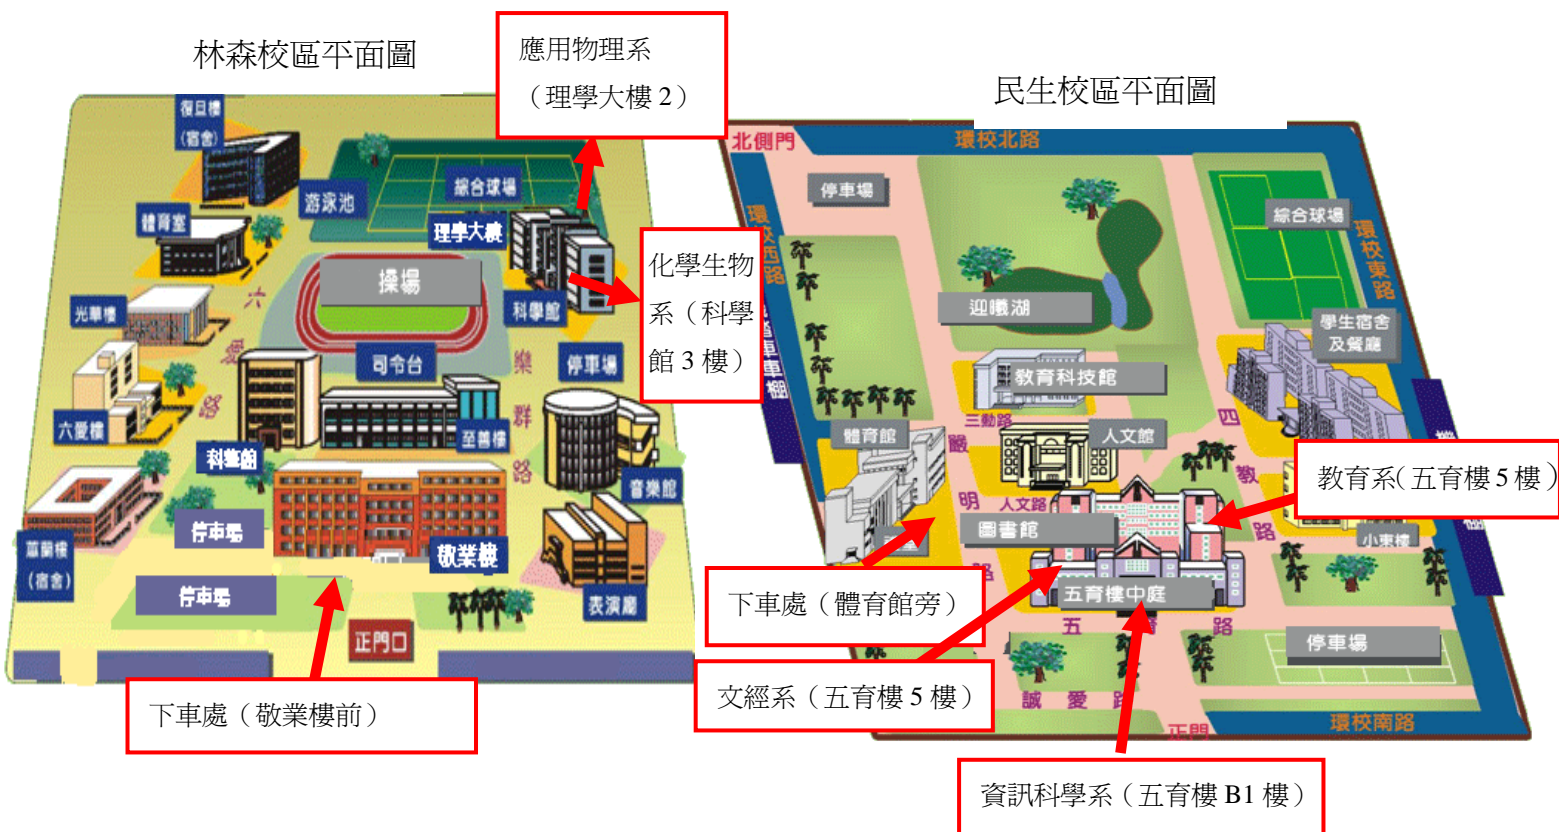 林森校區平面圖
應用物理系
（理學大樓 2）
民生校區平面圖
復旦樓
(宿舍)
游泳池
綜合球場
體育室
理學大樓
操場
化學生物
系（科學
館 3 樓）
科學館
光華樓
六
樂
路
群
路
司令台
停車場
六愛樓
至善樓
科藝館
音樂館
停車場
敬業樓
(宿舍)
停車場
表演廳
正門口
下車處（敬業樓前）
北側門
環校北路
停車場
綜合球場
環校西路
環校東路
迎曦湖
學生宿舍
及餐廳
教育科技館
三動路
四
體育館
嚴
人文館
教
教育系（五育樓 5 樓）
明
人文路
圖書館
路
小東樓
路
下車處（體育館旁）
五育樓中庭
五
育
路
停車場
文經系（五育樓 5 樓）
誠
愛
路
正門
環校南路
資訊科學系（五育樓 B1 樓）